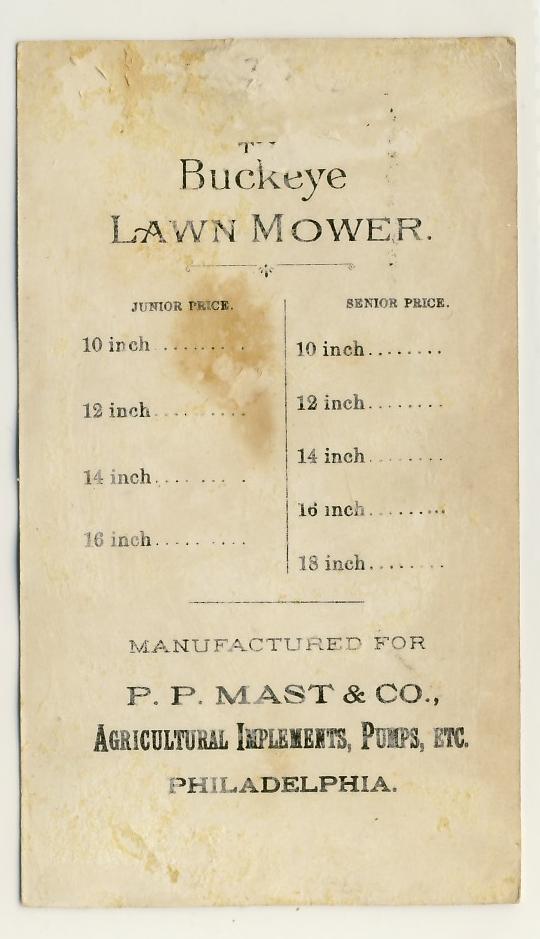 Buckeye
LAWN MOWER.
JUNIOR PRICE.
10 inch..........
12 inch..........
14 inch..........
16 inch..........
SENIOR PRICE.
10 inch........
12 inch........
14 inch........
16 inch........
18 inch........
MANUFACTURED FOR
P. P. MAST & CO.,
AGRICULTURAL IMPLEMENTS, PUMPS, ETC.
PHILADELPHIA.